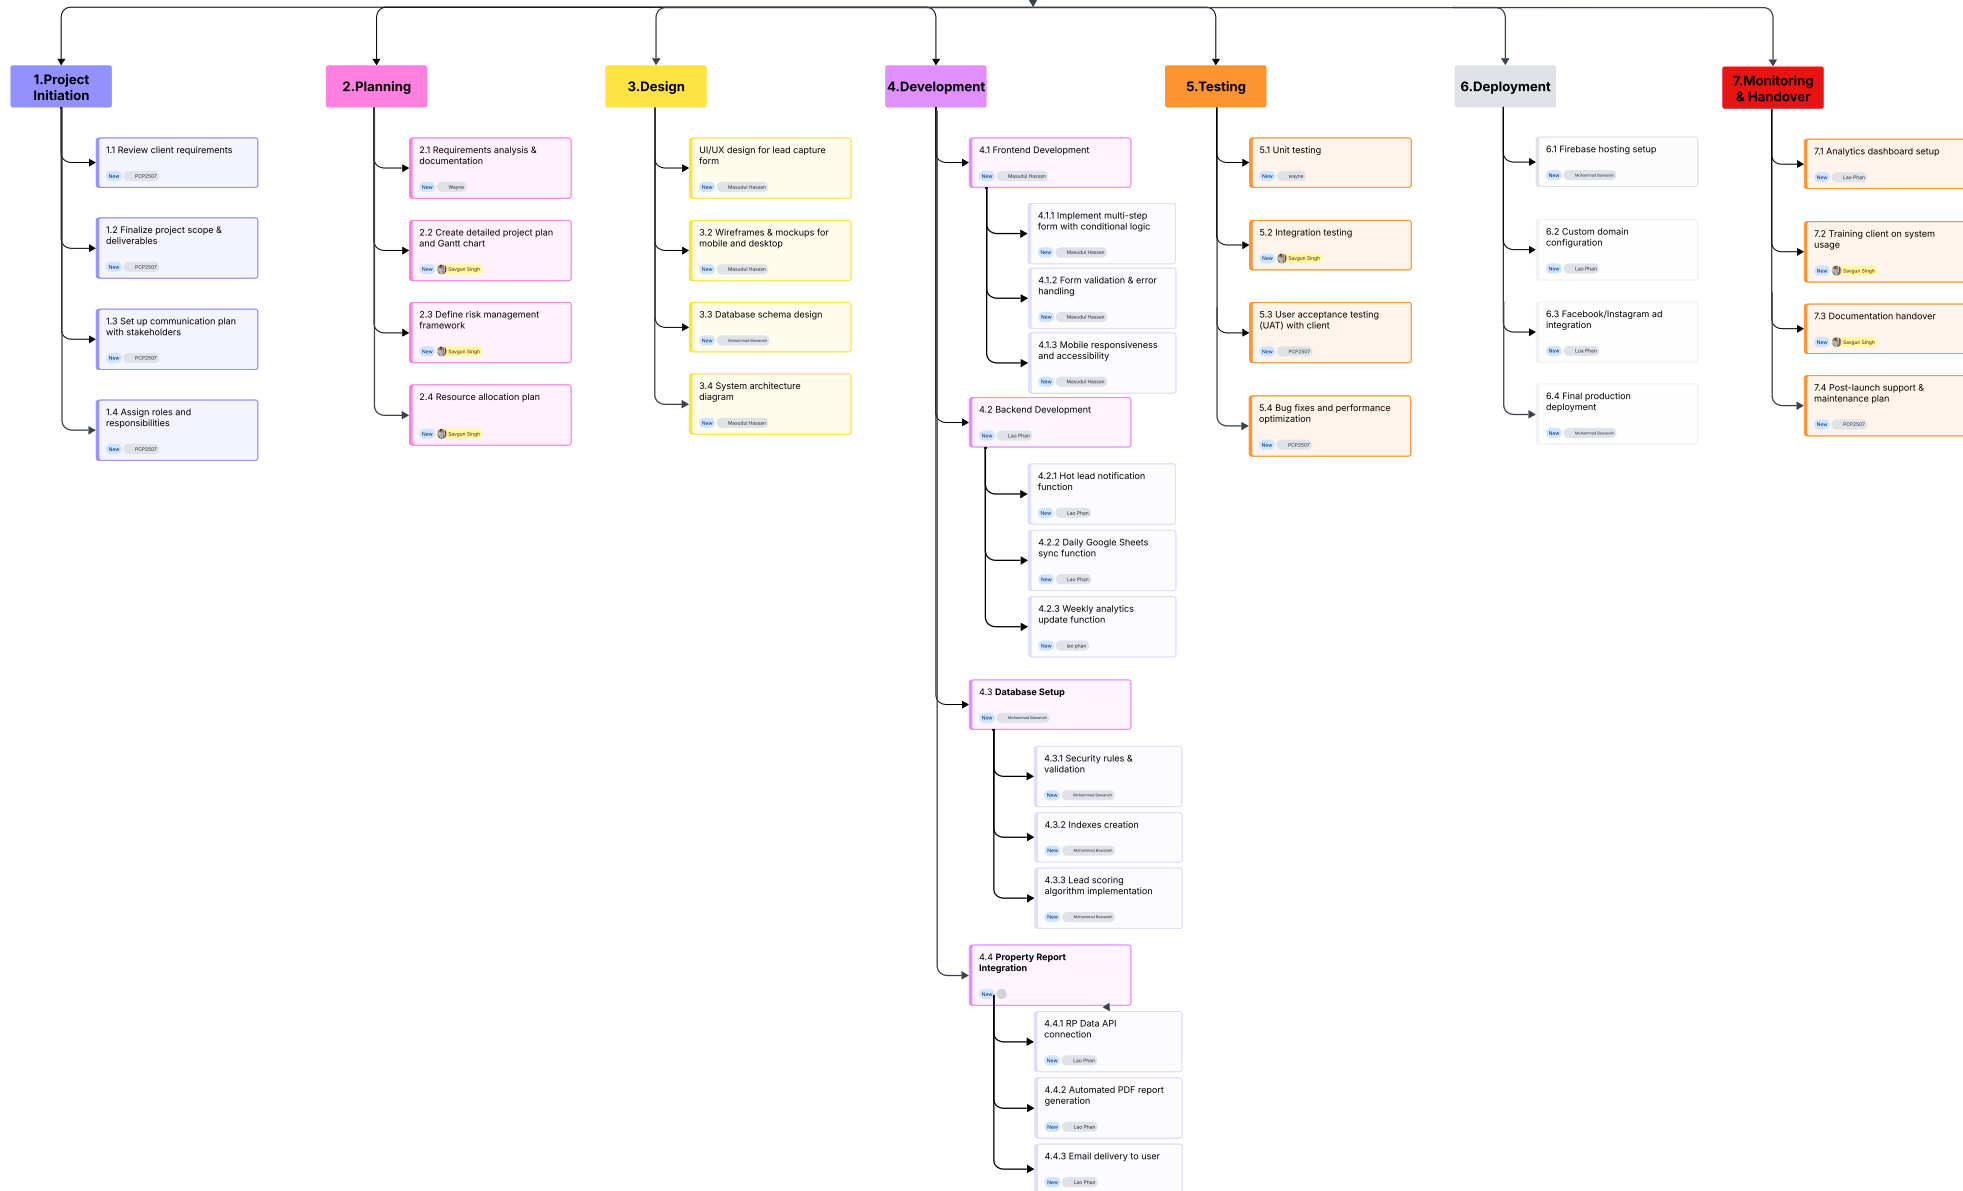 1.Project
Initiation
1.1 Review client requirements
New PCP2507
1.2 Finalize project scope &
deliverables
New PCP2507
1.3 Set up communication plan
with stakeholders
New PCP2507
1.4 Assign roles and
responsibilities
New PCP2507
2.Planning
2.1 Requirements analysis &
documentation
New Wayne
2.2 Create detailed project plan
and Gantt chart
New Savgun Singh
2.3 Define risk management
framework
New Savgun Singh
2.4 Resource allocation plan
New Savgun Singh
3.Design
UI/UX design for lead capture
form
New Masudul Hassan
3.2 Wireframes & mockups for
mobile and desktop
New Masudul Hassan
3.3 Database schema design
New Mohammad Bawaneh
3.4 System architecture
diagram
New Masudul Hassan
4.Development
4.1 Frontend Development
New Masudul Hassan
4.1.1 Implement multi-step
form with conditional logic
New Masudul Hassan
4.1.2 Form validation & error
handling
New Masudul Hassan
4.1.3 Mobile responsiveness
and accessibility
New Masudul Hassan
4.2 Backend Development
New Lao Phan
4.2.1 Hot lead notification
function
New Lao Phan
4.2.2 Daily Google Sheets
sync function
New Lao Phan
4.2.3 Weekly analytics
update function
New lao phan
4.3 Database Setup
New Mohammad Bawaneh
4.3.1 Security rules &
validation
New Mohammad Bawaneh
4.3.2 Indexes creation
New Mohammad Bawaneh
4.3.3 Lead scoring
algorithm implementation
New Mohammad Bawaneh
4.4 Property Report
Integration
New
4.4.1 RP Data API
connection
New Lao Phan
4.4.2 Automated PDF report
generation
New Lao Phan
4.4.3 Email delivery to user
New Lao Phan
5.Testing
5.1 Unit testing
New wayne
5.2 Integration testing
New Savgun Singh
5.3 User acceptance testing
(UAT) with client
New PCP2507
5.4 Bug fixes and performance
optimization
New PCP2507
6.Deployment
6.1 Firebase hosting setup
New Mohammad Bawaneh
6.2 Custom domain
configuration
New Lao Phan
6.3 Facebook/Instagram ad
integration
New Loa Phan
6.4 Final production
deployment
New Mohammad Bawaneh
7.Monitoring
& Handover
7.1 Analytics dashboard setup
New Lao Phan
7.2 Training client on system
usage
New Savgun Singh
7.3 Documentation handover
New Savgun Singh
7.4 Post-launch support &
maintenance plan
New PCP2507